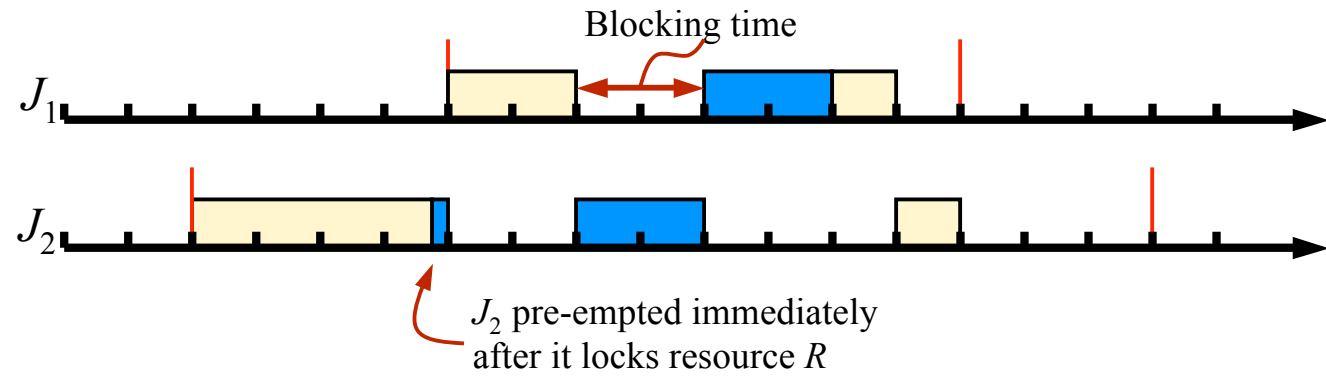 Blocking time
J1
J2
J2 pre-empted immediately
after it locks resource R